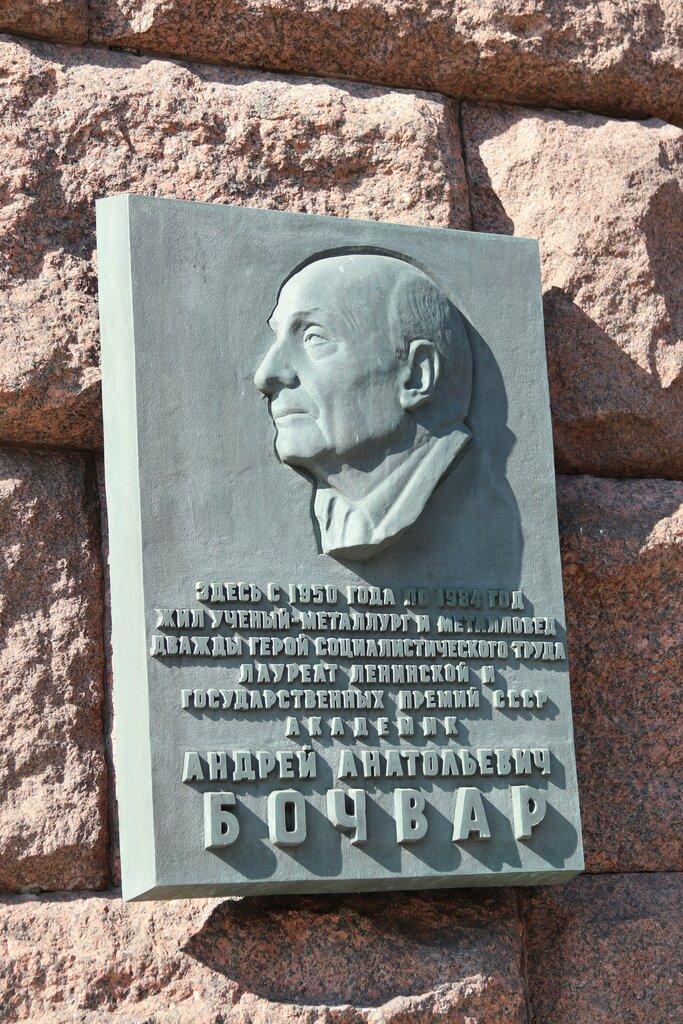 ЗДЕСЬ С 1950 ГОДА ПО 1984 ГОД
ЖИЛ УЧЕНЫЙ-МЕТАЛЛУРГ И МЕТАЛЛОВЕД
ДВАЖДЫ ГЕРОЙ СОЦИАЛИСТИЧЕСКОГО ТРУДА
ЛАУРЕАТ ЛЕНИНСКОЙ И
ГОСУДАРСТВЕННЫХ ПРЕМИЙ СССР
АКАДЕМИК
АНДРЕЙ АНАТОЛЬЕВИЧ
БОЧВАР